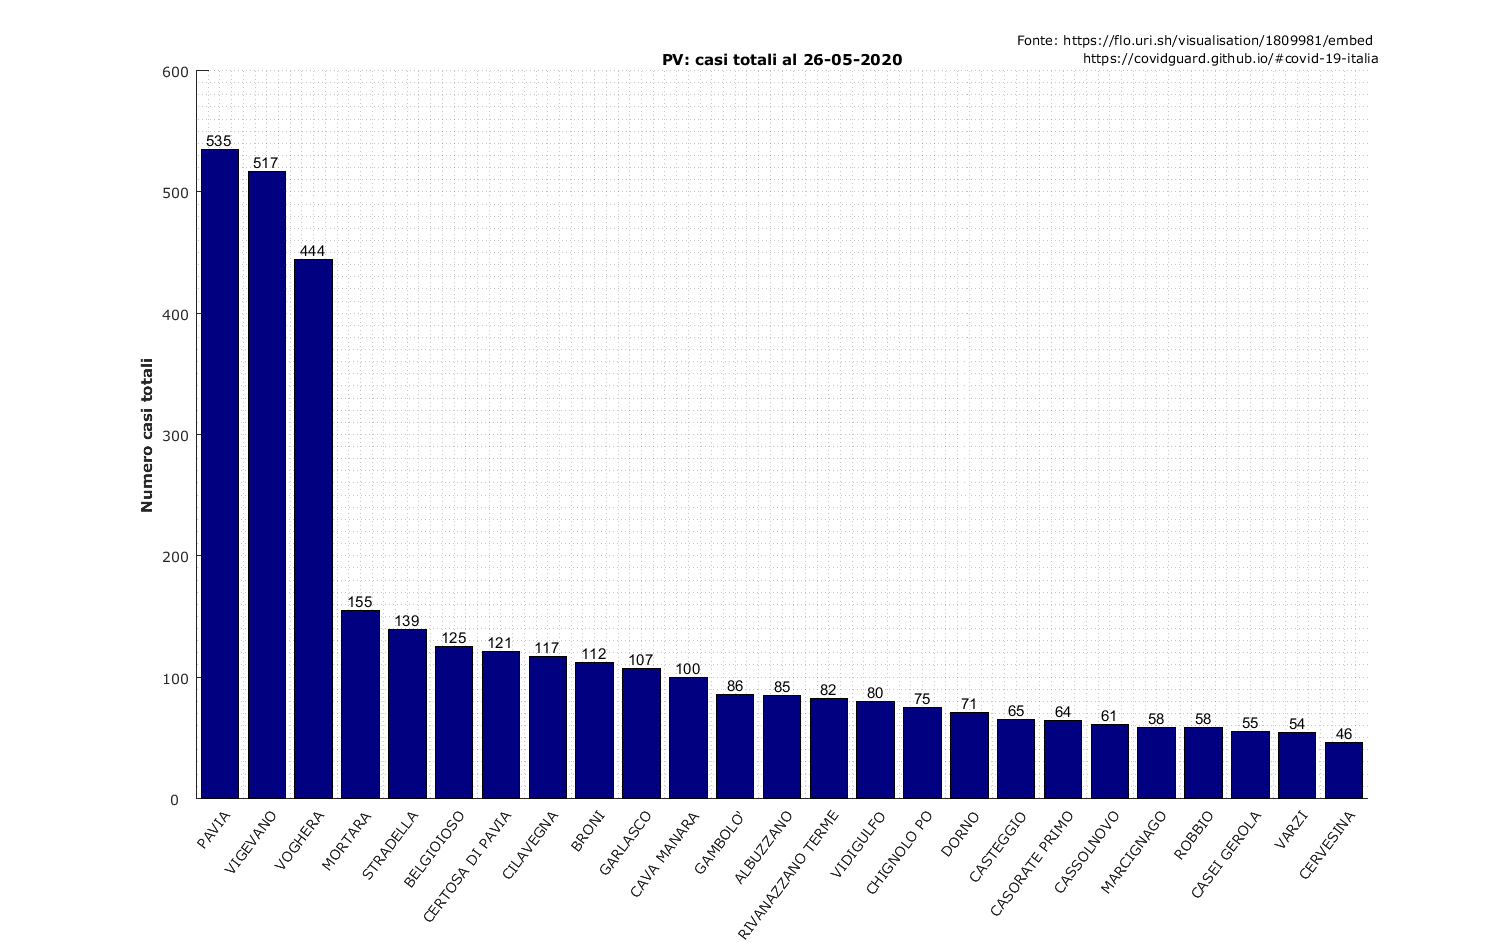 Fonte: https://flo.uri.sh/visualisation/1809981/embed
https://covidguard.github.io/#covid-19-italia
PV: casi totali al 26-05-2020
Numero casi totali
600
500
400
300
200
100
0
535
517
444
155
139
125
121
117
112
107
100
86
85
82
80
75
71
65
64
61
58
58
55
54
46
PAVIA
VIGEVANO
VOGHERA
MORTARA
STRADELLA
BELGIOIOSO
CERTOSA DI PAVIA
CILAVEGNA
BRONI
GARLASCO
CAVA MANARA
GAMBOLO'
ALBUZZANO
RIVANAZZANO TERME
VIDIGULFO
CHIGNOLO PO
DORNO
CASTEGGIO
CASORATE PRIMO
CASSOLNOVO
MARCIGNAGO
ROBBIO
CASEI GEROLA
VARZI
CERVESINA